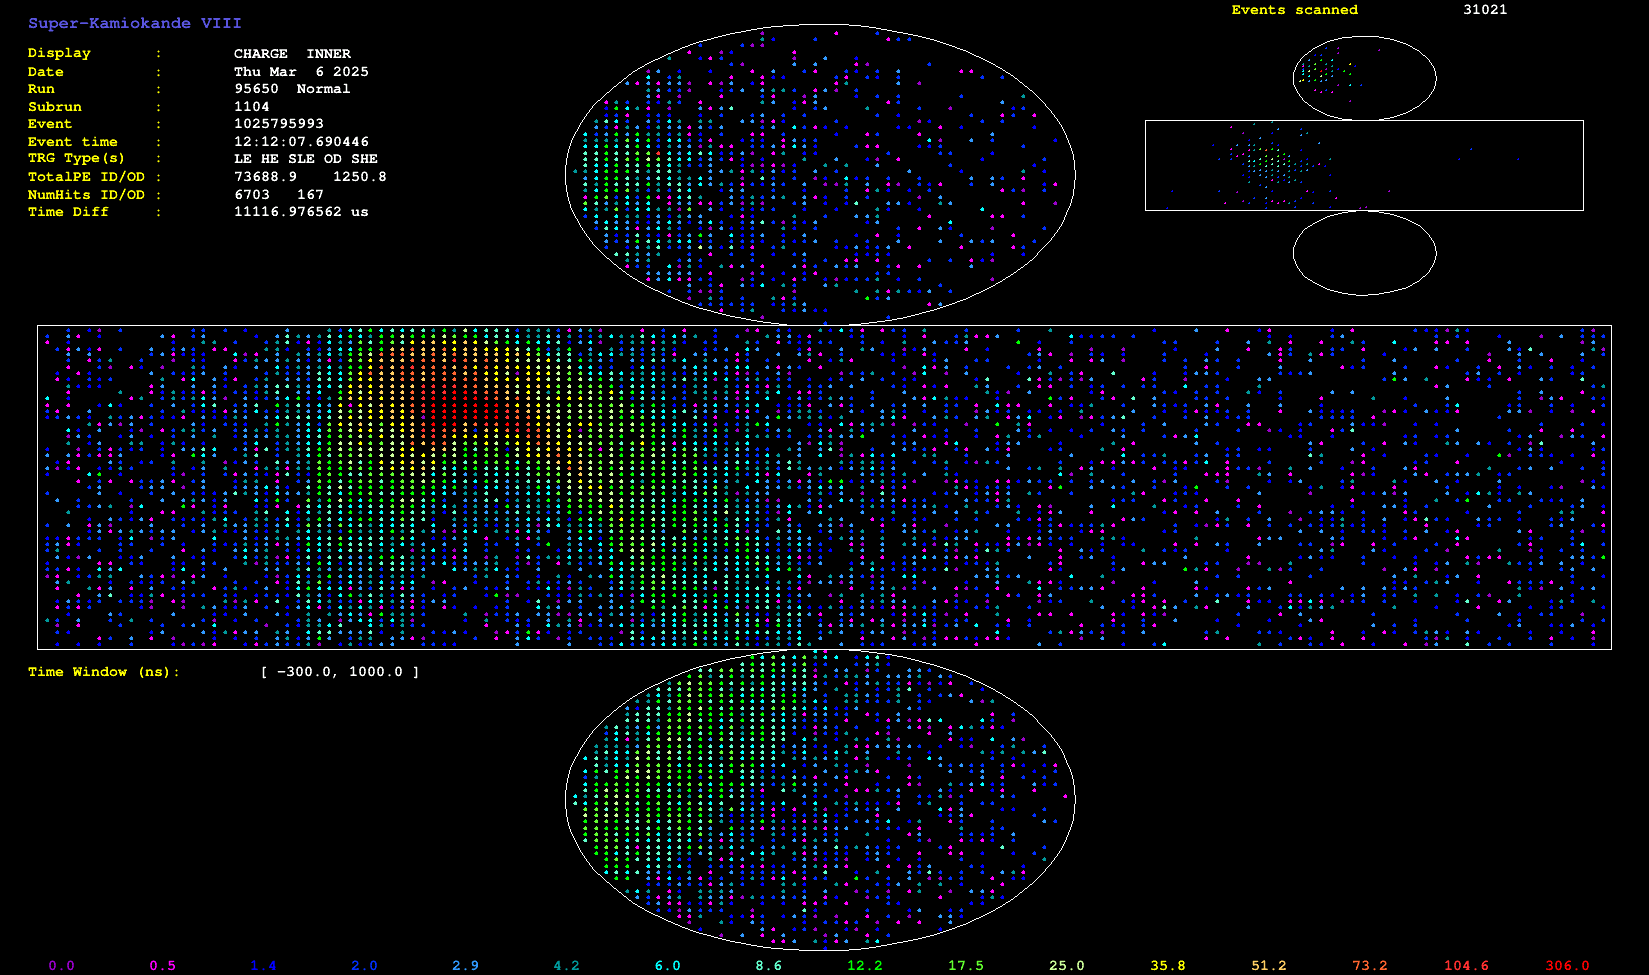 Super-Kamiokande VIII
Events scanned 31021
Display : CHARGE INNER
Date : Thu Mar 6 2025
Run : 95650 Normal
Subrun : 1104
Event : 1025795993
Event time : 12:12:07.690446
TRG Type(s) : LE HE SLE OD SHE
TotalPE ID/OD : 73688.9 1250.8
NumHits ID/OD : 6703 167
Time Diff : 11116.976562 us
Time Window (ns): [ -300.0, 1000.0 ]
0.0 0.5 1.4 2.0 2.9 4.2 6.0 8.6 12.2 17.5 25.0 35.8 51.2 73.2 104.6 306.0